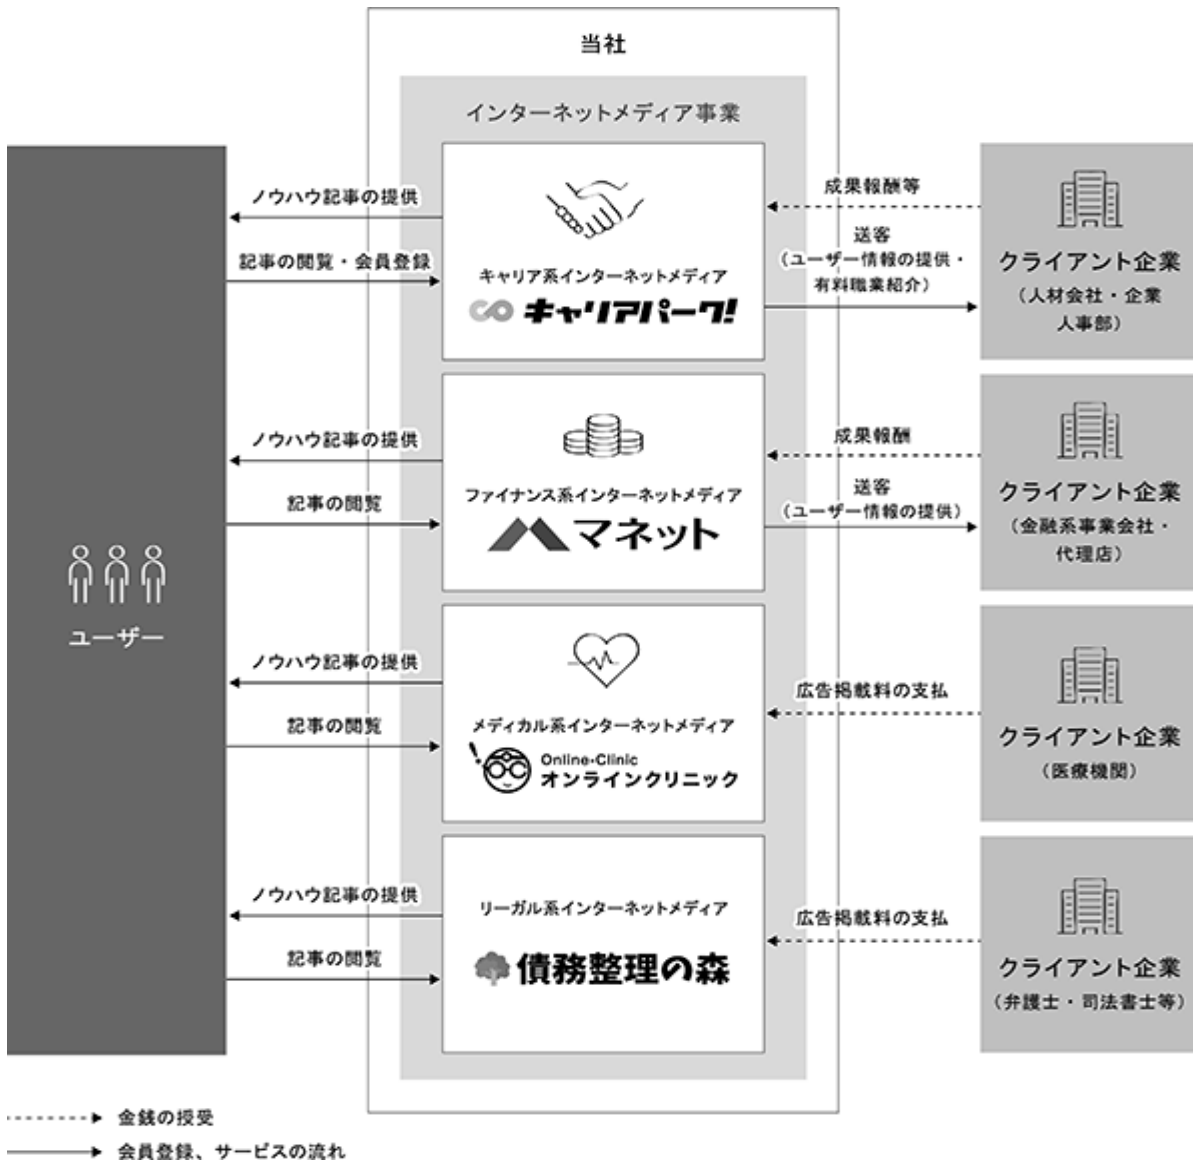 当社
インターネットメディア事業
ユーザー
ノウハウ記事の提供
記事の閲覧・会員登録
キャリア系インターネットメディア
キャリアパーク!
成果報酬等
送客
(ユーザー情報の提供・
有料職業紹介)
クライアント企業
(人材会社・企業
人事部)
ノウハウ記事の提供
記事の閲覧
ファイナンス系インターネットメディア
マネット
成果報酬
送客
(ユーザー情報の提供)
クライアント企業
(金融系事業会社・
代理店)
ノウハウ記事の提供
記事の閲覧
メディカル系インターネットメディア
Online-Clinic
オンラインクリニック
広告掲載料の支払
クライアント企業
(医療機関)
ノウハウ記事の提供
記事の閲覧
リーガル系インターネットメディア
債務整理の森
広告掲載料の支払
クライアント企業
(弁護士・司法書士等)
金銭の授受
会員登録、サービスの流れ